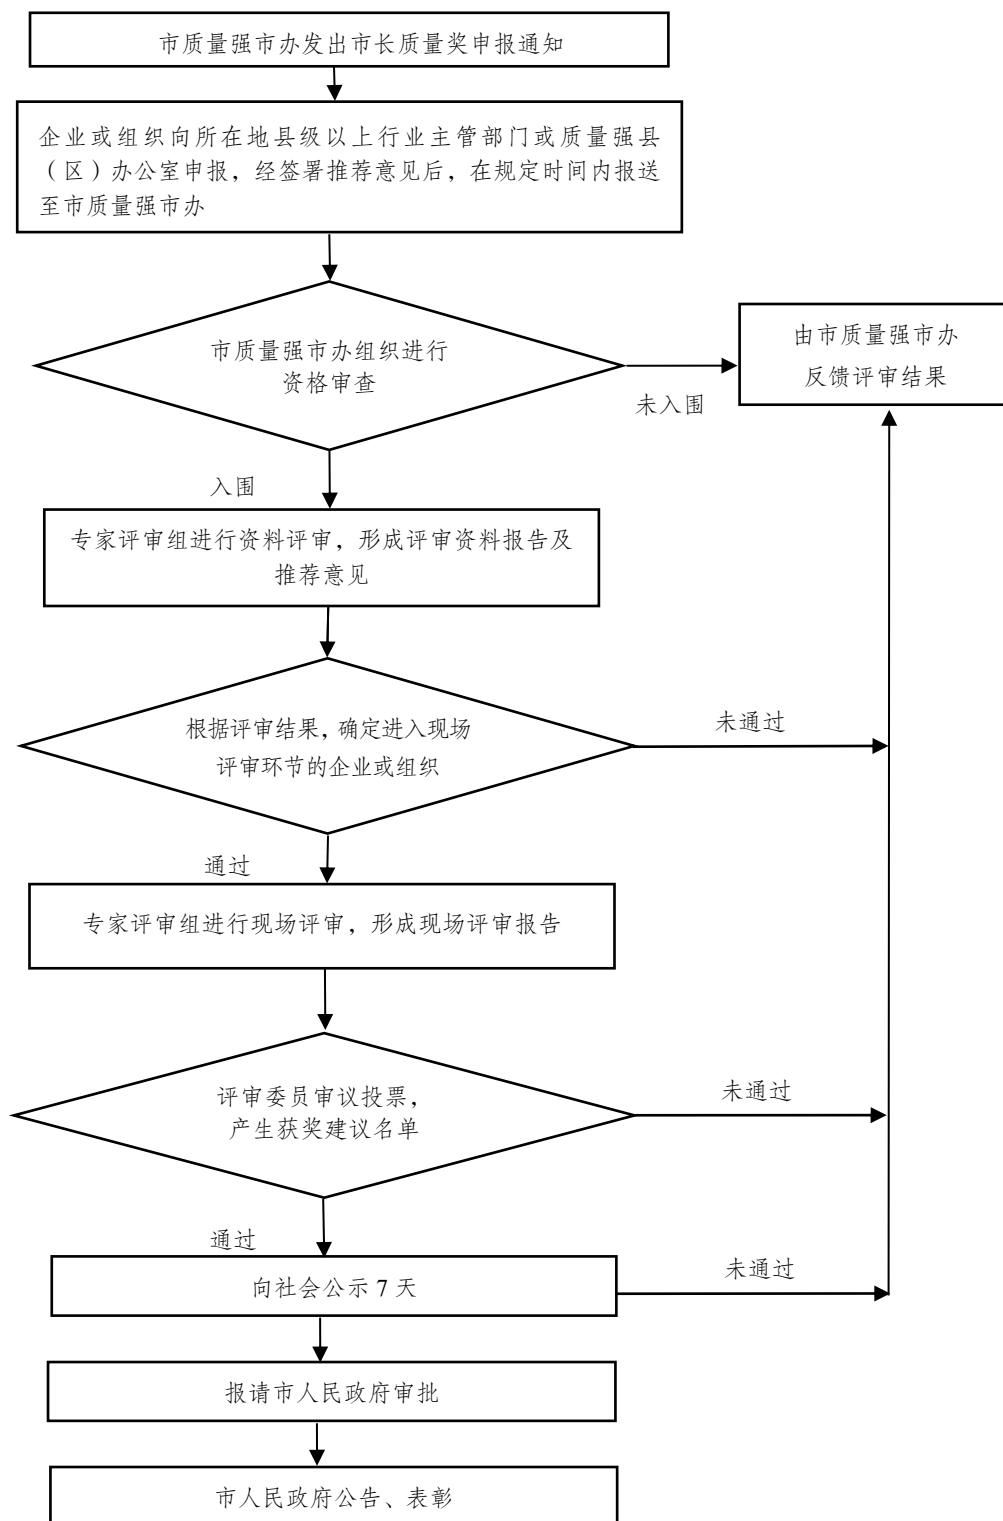 市质量强市办发出市长质量奖申报通知
企业或组织向所在地县级以上行业主管部门或质量强县
（区）办公室申报，经签署推荐意见后，在规定时间内报送
至市质量强市办
市质量强市办组织进行
资格审查
未入围
由市质量强市办
反馈评审结果
入围
专家评审组进行资料评审，形成评审资料报告及
推荐意见
根据评审结果，确定进入现场
评审环节的企业或组织
未通过
通过
专家评审组进行现场评审，形成现场评审报告
评审委员审议投票，
产生获奖建议名单
未通过
通过
向社会公示 7 天
未通过
报请市人民政府审批
市人民政府公告、表彰